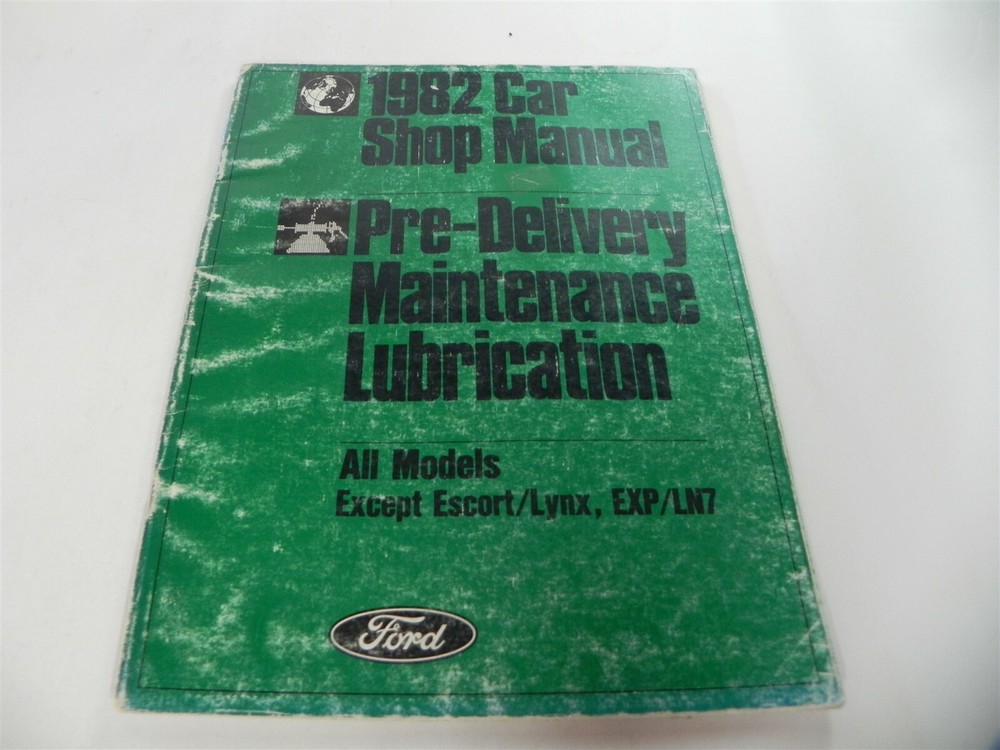 1982 Car
Shop Manual
Pre-Delivery
Maintenance
Lubrication
All Models
Except Escort/Lynx, EXP/LN7
Ford